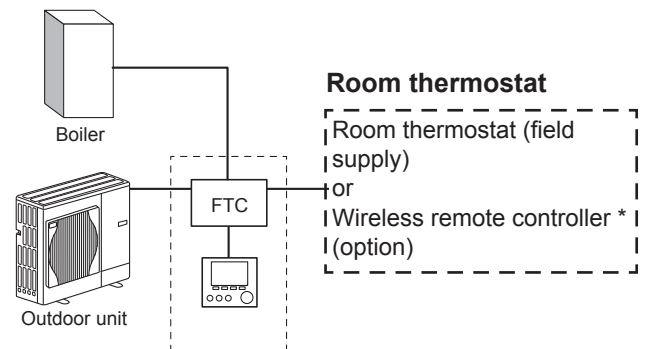 Boiler
Outdoor unit
FTC
Room thermostat
Room thermostat (field
supply)
or
Wireless remote controller *
(option)